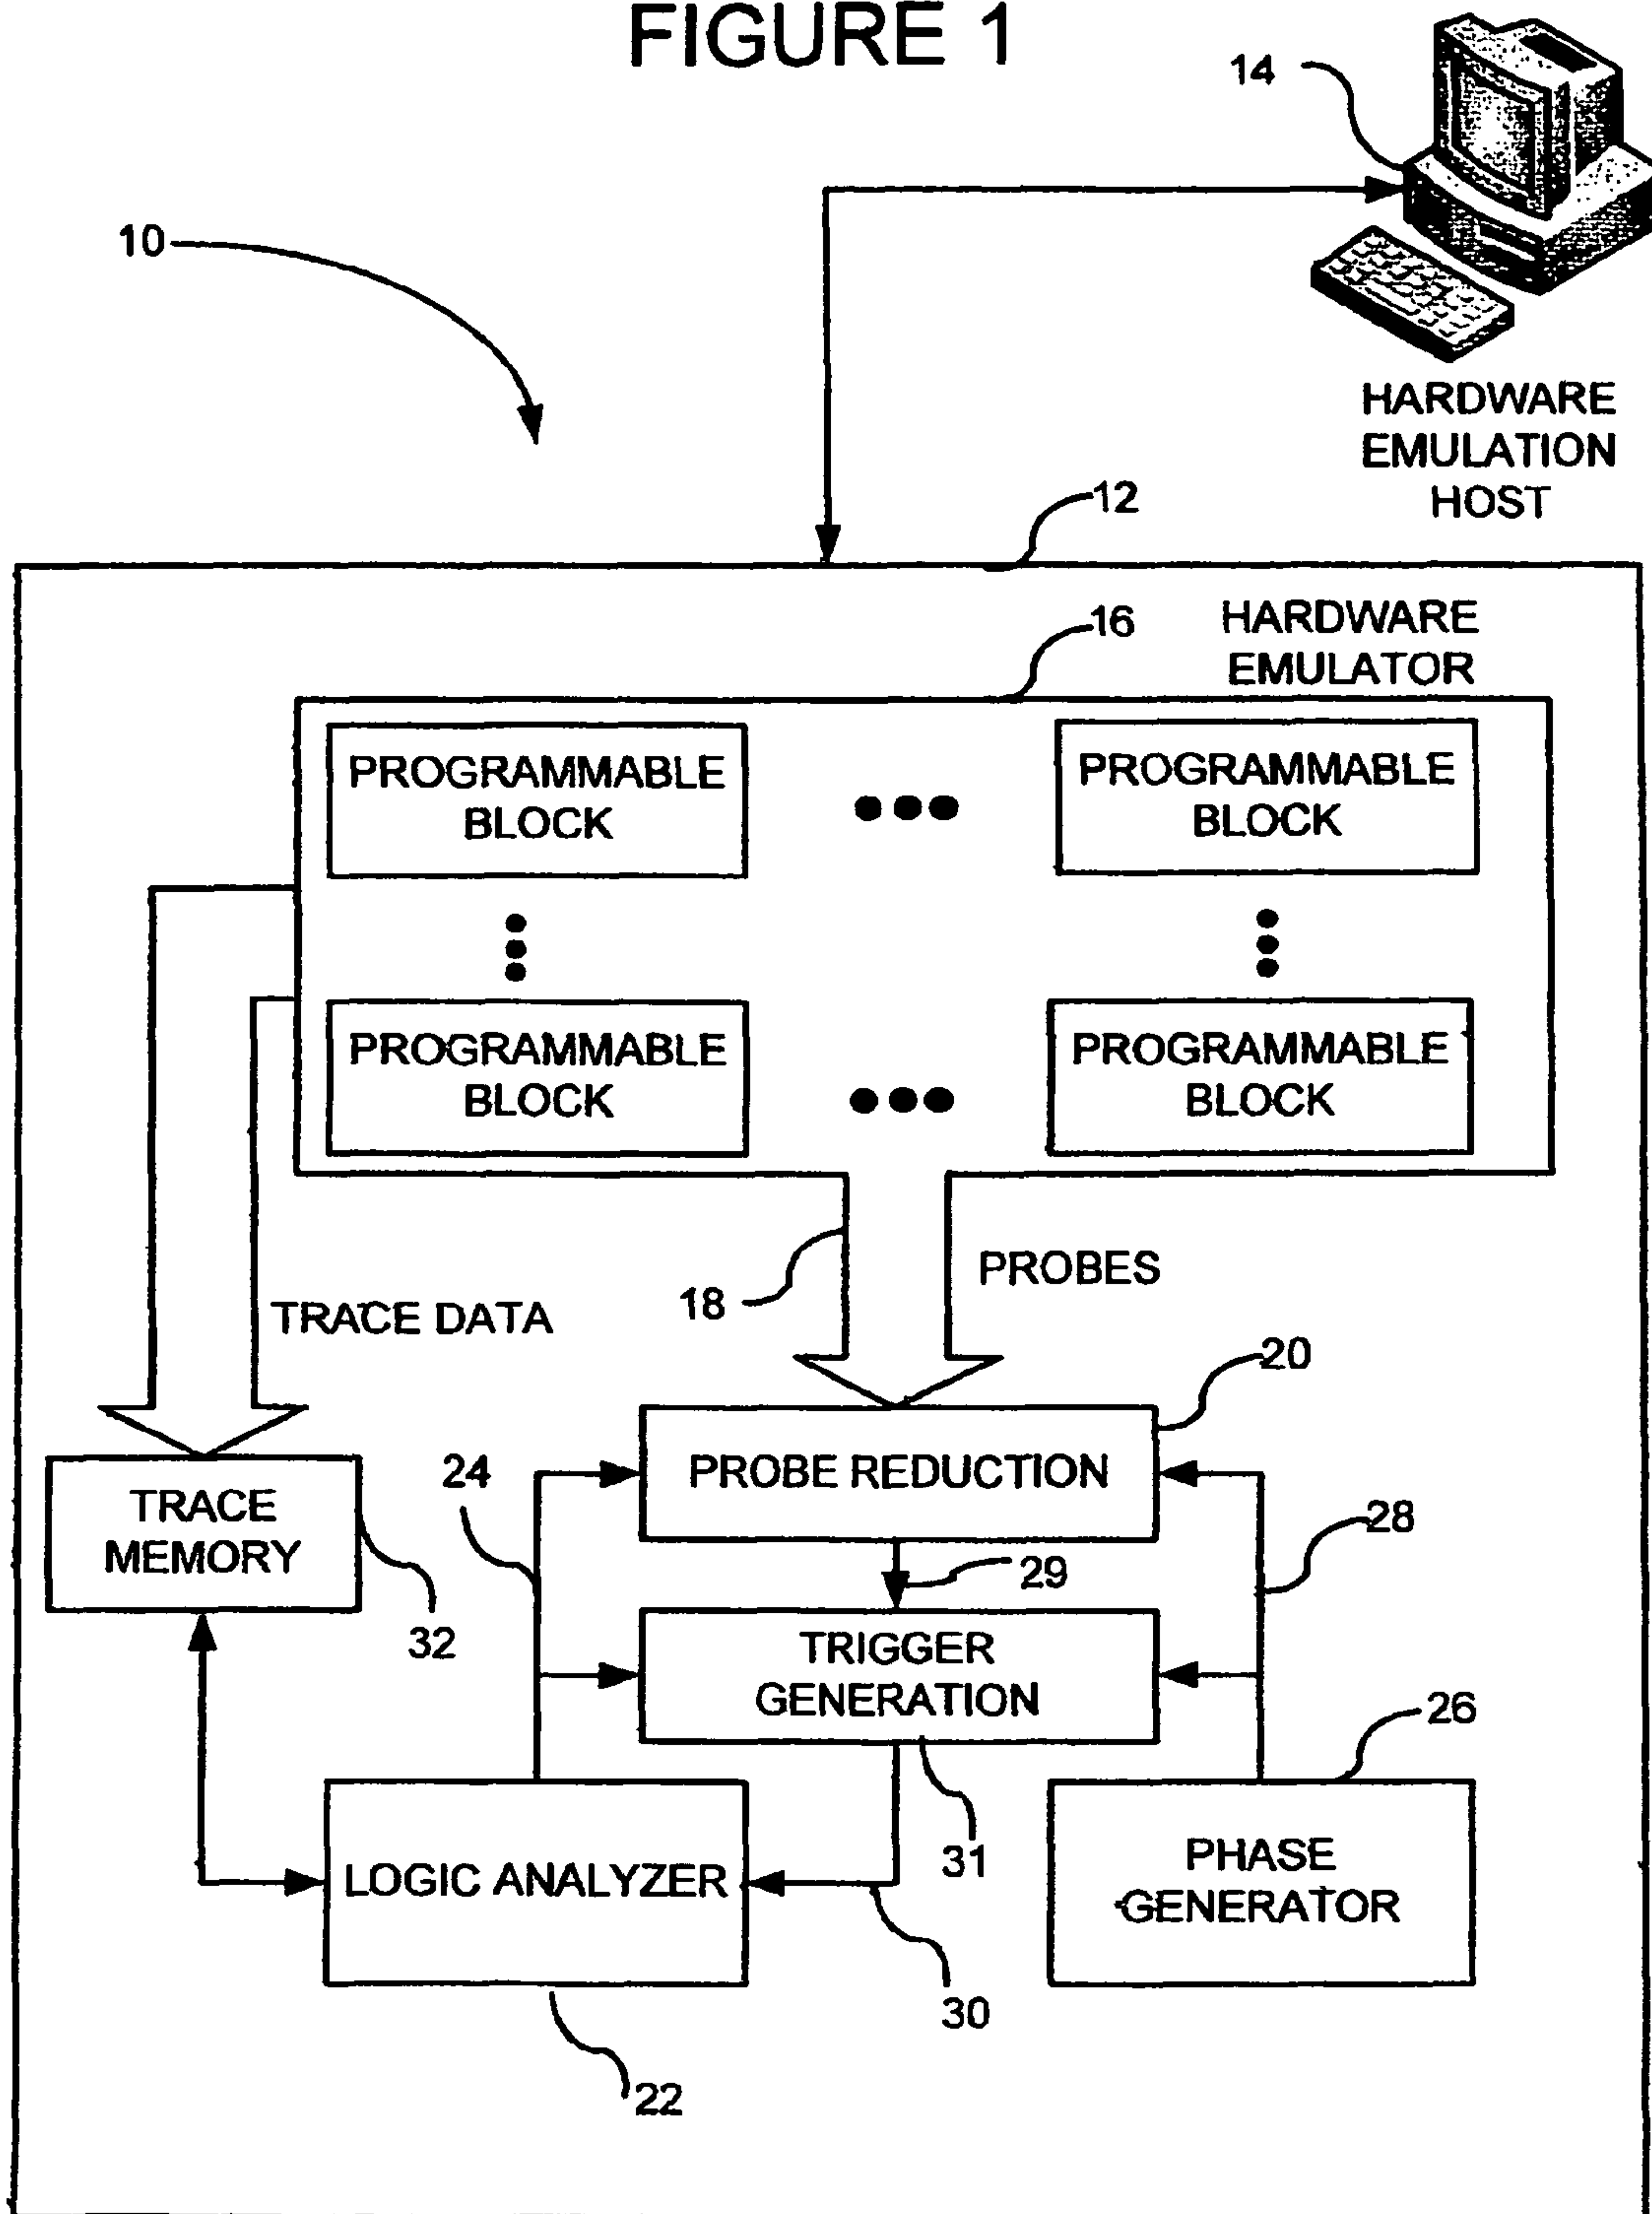 FIGURE 1
14
10
HARDWARE
EMULATION
HOST
12
16
HARDWARE
EMULATOR
PROGRAMMABLE
BLOCK
PROGRAMMABLE
BLOCK
PROGRAMMABLE
BLOCK
PROGRAMMABLE
BLOCK
18
PROBES
TRACE DATA
20
24
PROBE REDUCTION
TRACE
MEMORY
28
29
32
TRIGGER
GENERATION
26
31
LOGIC ANALYZER
PHASE
GENERATOR
30
22